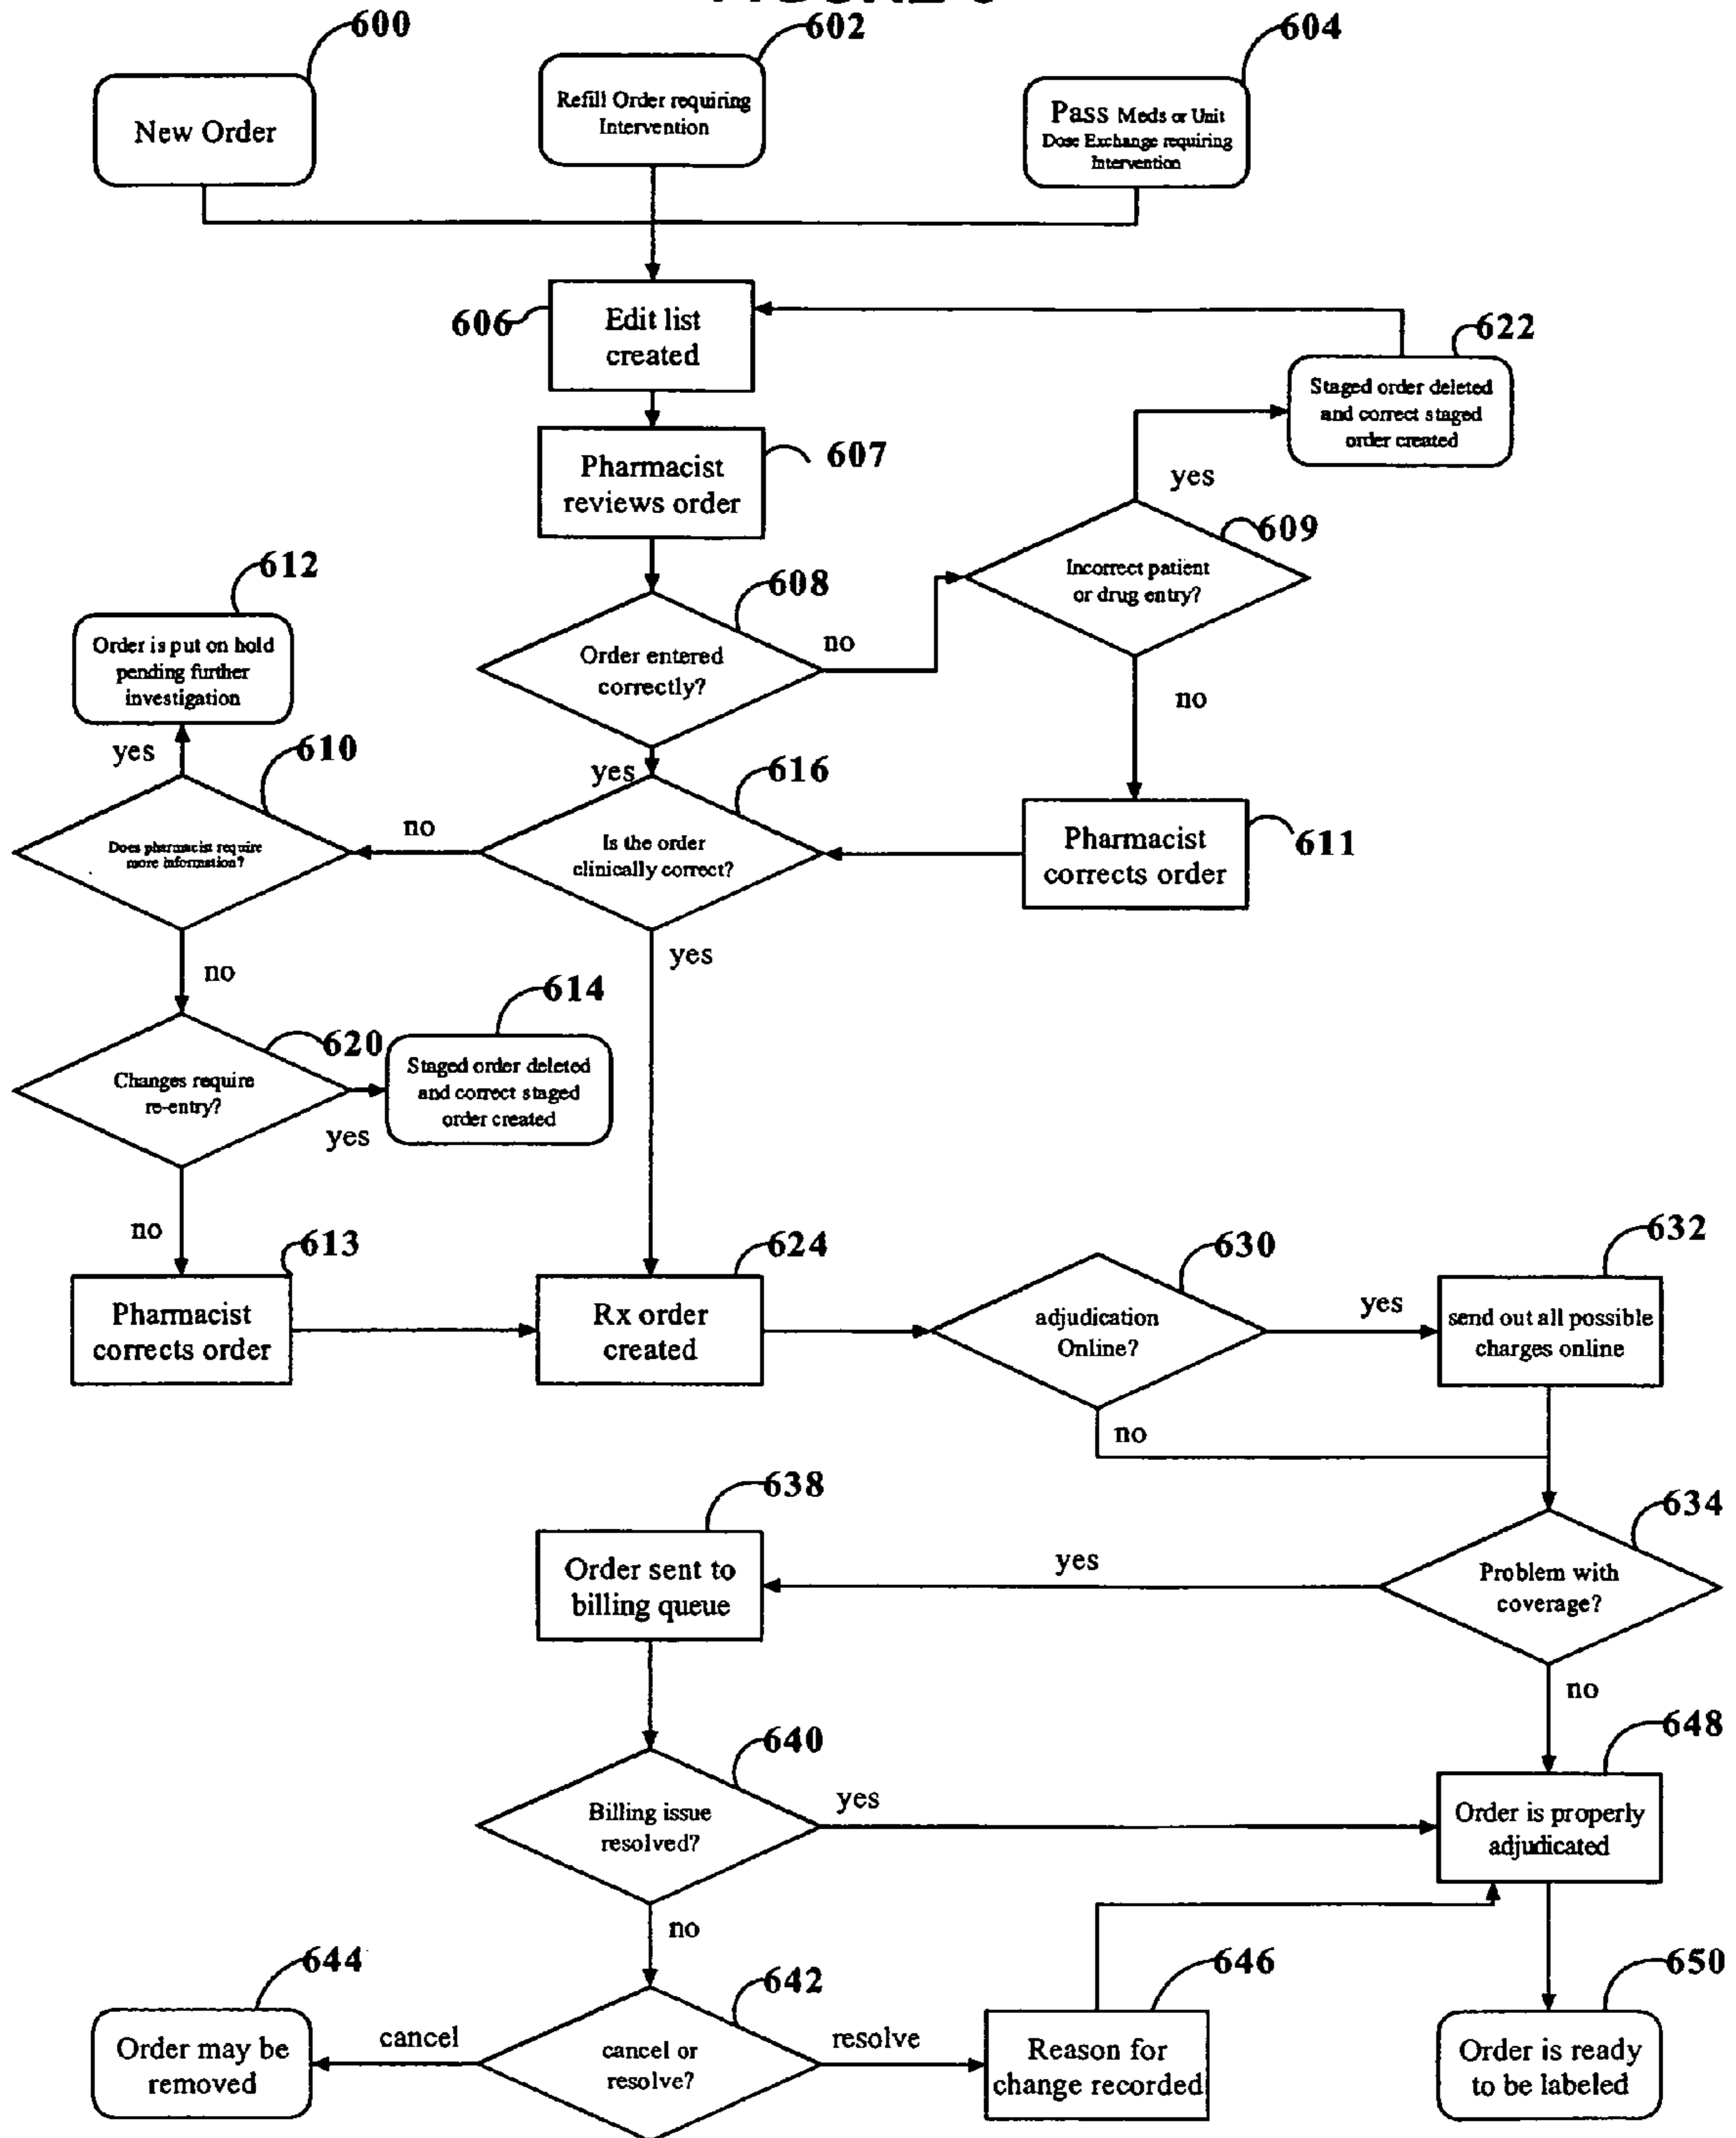 600
602
604
New Order
Refill Order requiring
Intervention
Pass Meds or Unit
Dose Exchange requiring
Intervention
606
Edit list
created
622
Staged order deleted
and correct staged
order created
607
Pharmacist
reviews order
yes
609
Incorrect patient
or drug entry?
612
Order is put on hold
pending further
investigation
608
Order entered
correctly?
no
no
yes
610
yes
616
Does pharmacist require
more information?
no
Is the order
clinically correct?
Pharmacist
corrects order
611
no
yes
614
620
Changes require
re-entry?
Staged order deleted
and correct staged
order created
yes
no
613
Pharmacist
corrects order
624
Rx order
created
630
adjudication
Online?
yes
632
send out all possible
charges online
no
638
Order sent to
billing queue
yes
634
Problem with
coverage?
no
640
Billing issue
resolved?
yes
648
Order is properly
adjudicated
no
644
Order may be
removed
cancel
642
cancel or
resolve?
resolve
646
Reason for
change recorded
650
Order is ready
to be labeled